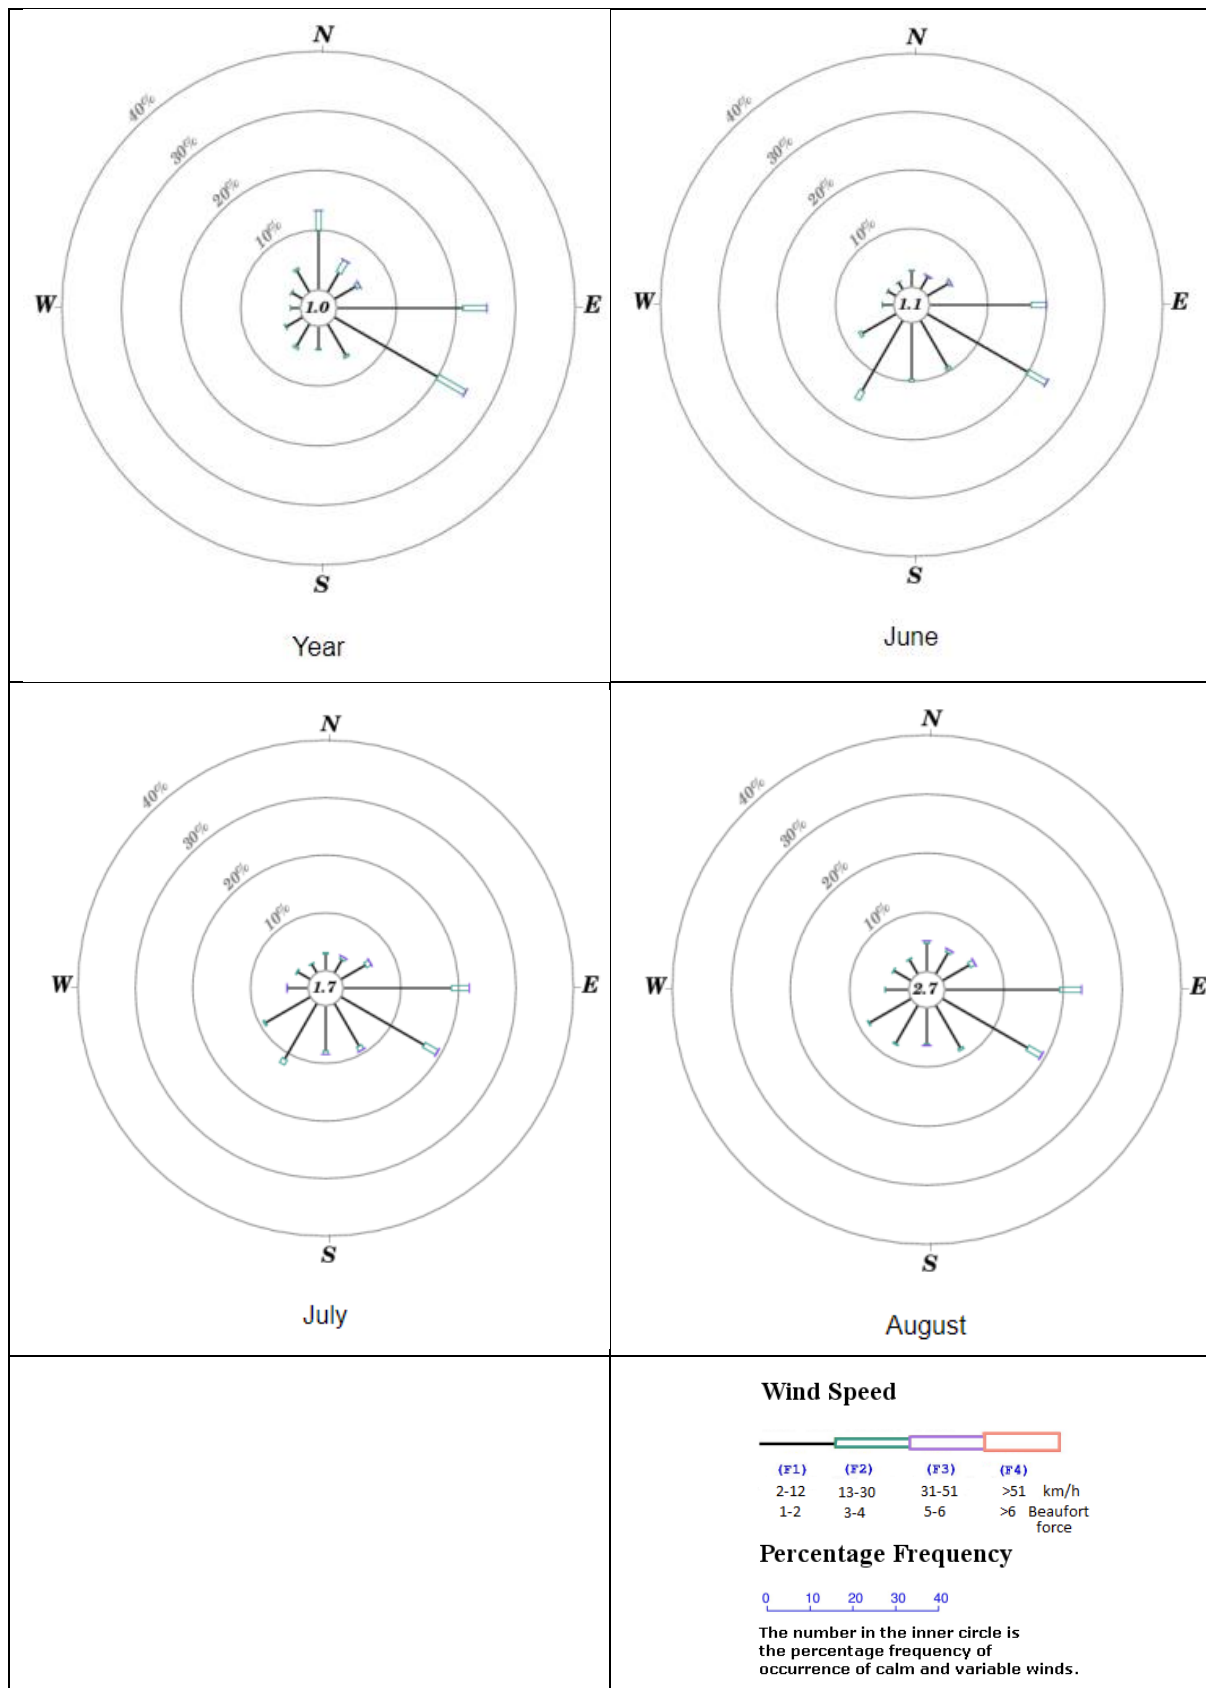 N
40%
30%
20%
10%
W
1.0
E
S
Year
N
40%
30%
20%
10%
W
1.1
E
S
June
N
40%
30%
20%
10%
W
1.7
E
S
July
N
40%
30%
20%
10%
W
2.7
E
S
August
Wind Speed
(F1) (F2) (F3) (F4)
2-12 13-30 31-51 >51 km/h
1-2 3-4 5-6 >6 Beaufort
force
Percentage Frequency
0 10 20 30 40
The number in the inner circle is
the percentage frequency of
occurrence of calm and variable winds.